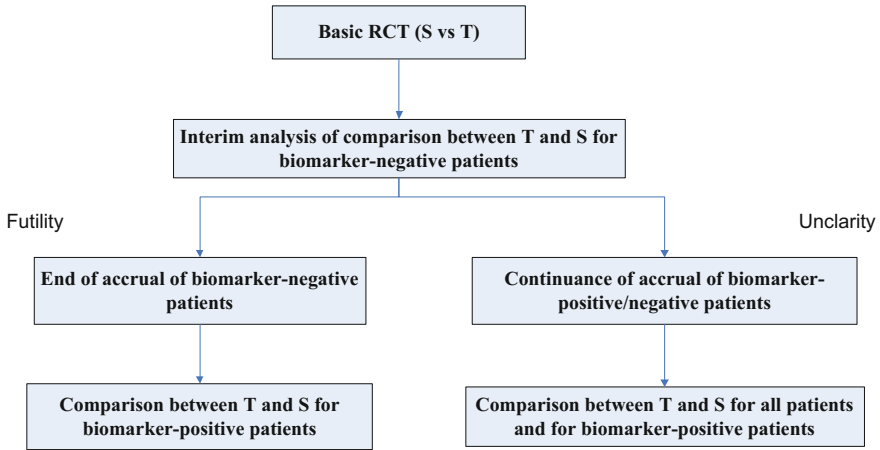 Basic RCT (S vs T)
Interim analysis of comparison between T and S for
biomarker-negative patients
Futility
Unclarity
End of accrual of biomarker-negative
patients
Continuance of accrual of biomarker-
positive/negative patients
Comparison between T and S for
biomarker-positive patients
Comparison between T and S for all patients
and for biomarker-positive patients